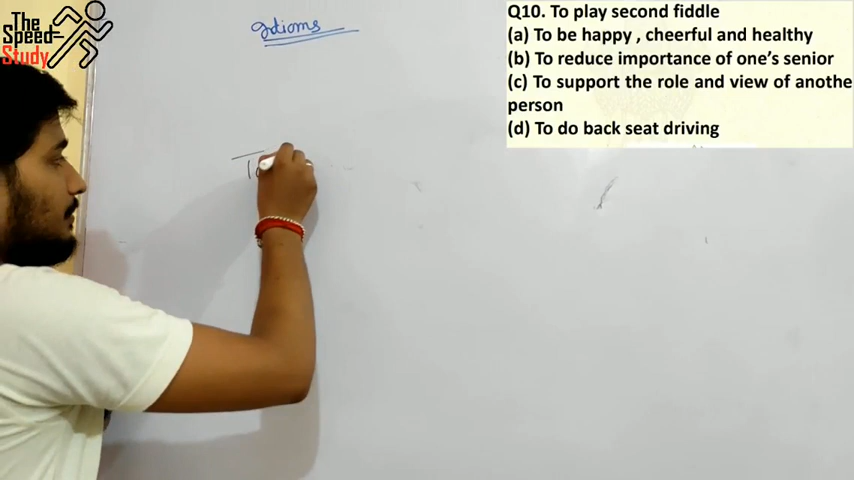 The
Speed
Study
Idioms
To
Q10. To play second fiddle
(a) To be happy , cheerful and healthy
(b) To reduce importance of one's senior
(c) To support the role and view of anothe
person
(d) To do back seat driving